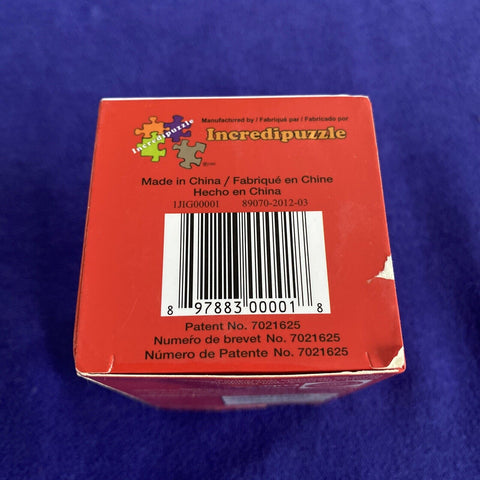 Manufactured by / Fabriqué par / Fabricado por
Incredipuzzle
Incredipuzzle
Made in China / Fabriqué en Chine
Hecho en China
1JIG00001 89070-2012-03
8 97883 00001 8
Patent No. 7021625
Numeŕo de brevet No. 7021625
Número de Patente No. 7021625